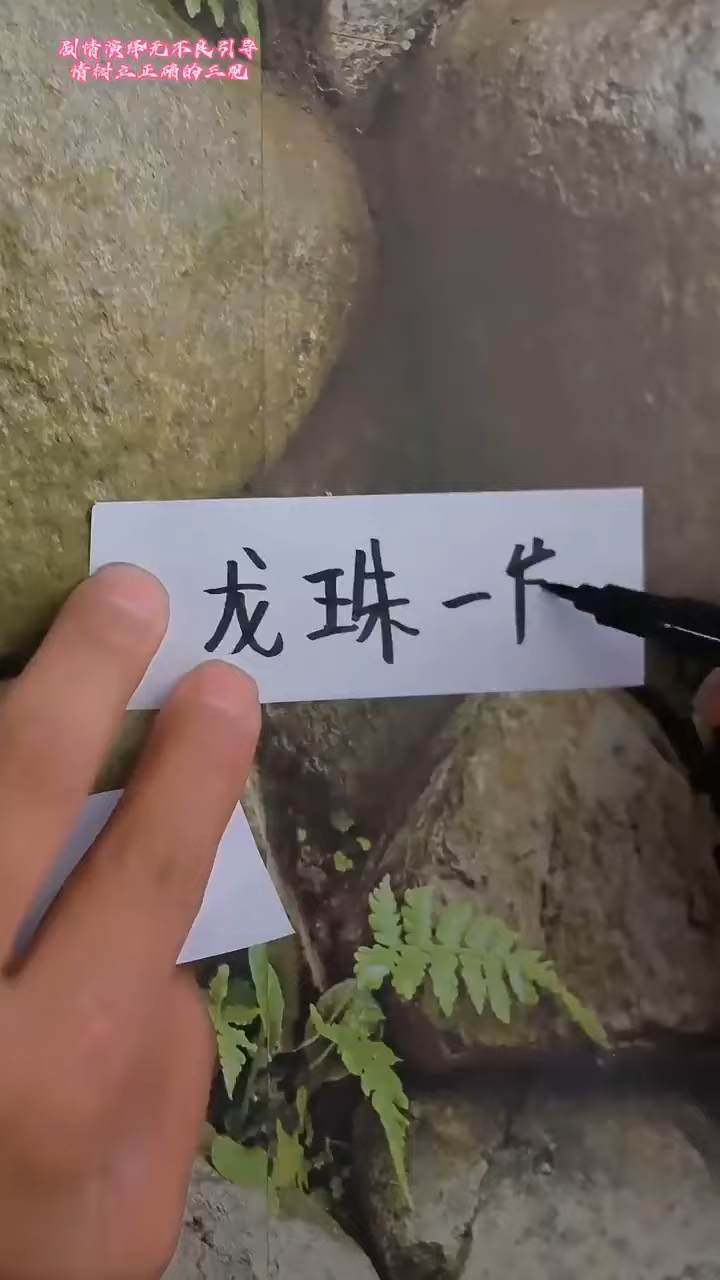 剧情演绎无不良引导
请树立正确的三观
龙珠一